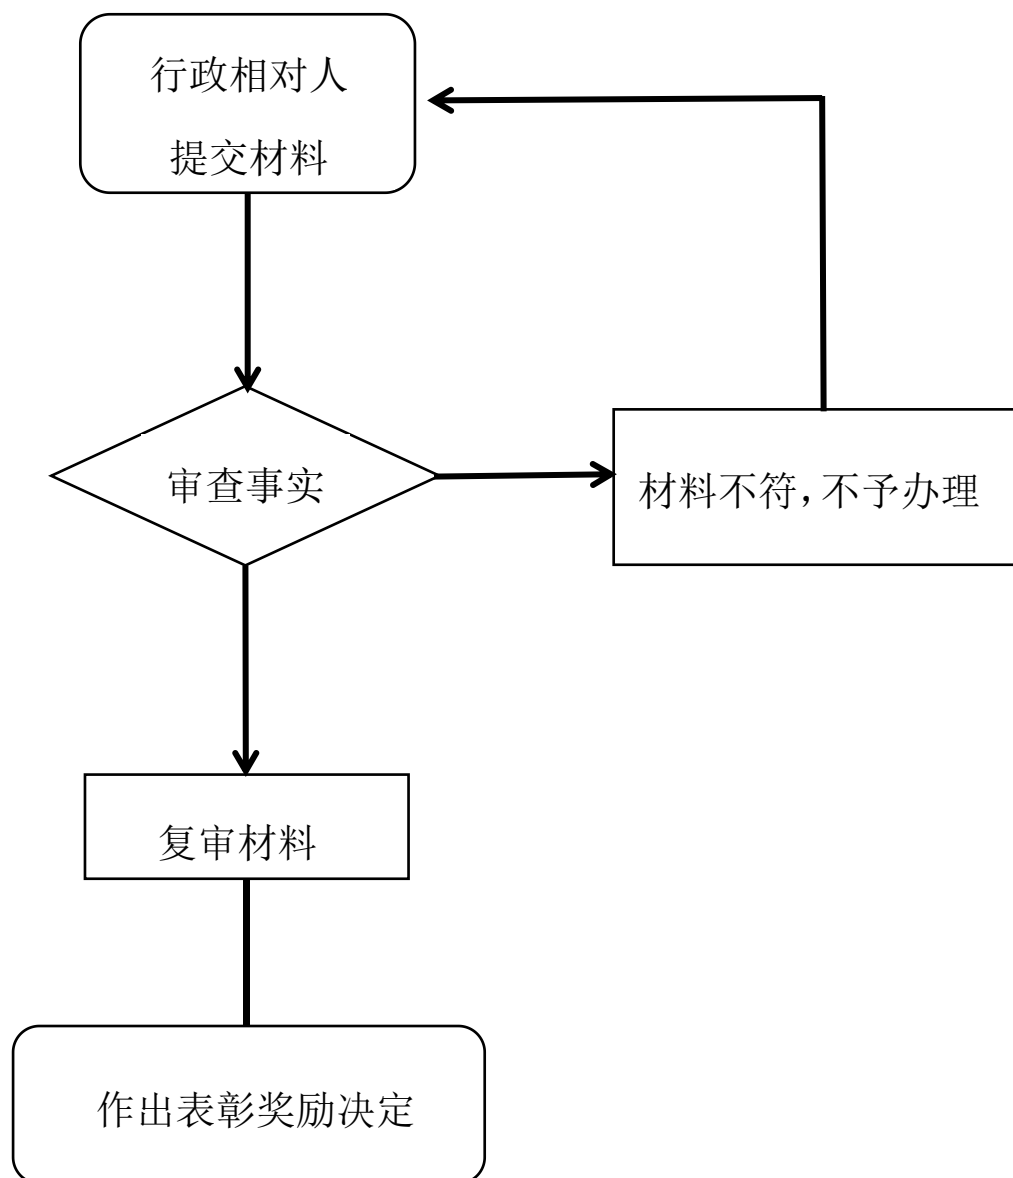 行政相对人
提交材料
审查事实
材料不符，不予办理
复审材料
作出表彰奖励决定